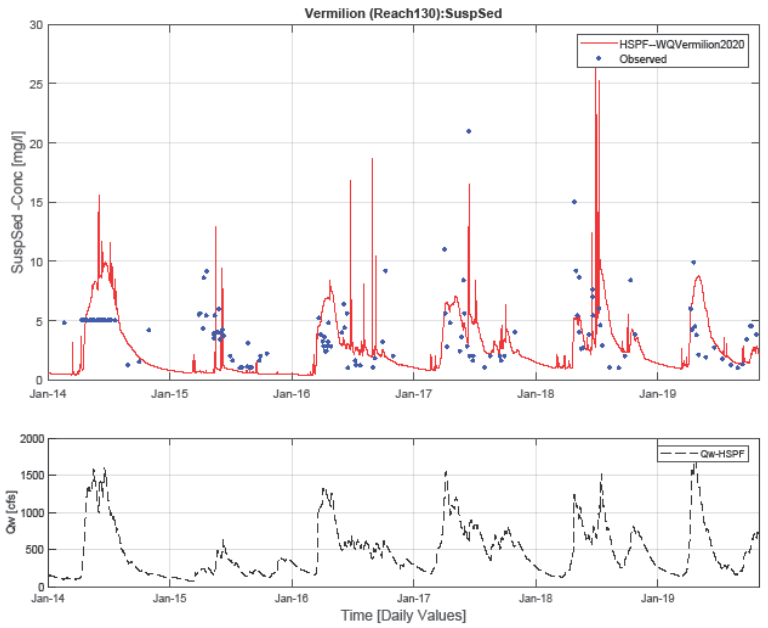 Vermilion (Reach130):SuspSed
30
25
20
15
10
5
0
SuspSed -Conc [mg/l]
HSPF--WQVermilion2020
Observed
Jan-14 Jan-15 Jan-16 Jan-17 Jan-18 Jan-19
2000
1500
1000
500
0
Qw [cfs]
Qw-HSPF
Jan-14 Jan-15 Jan-16 Jan-17 Jan-18 Jan-19
Time [Daily Values]